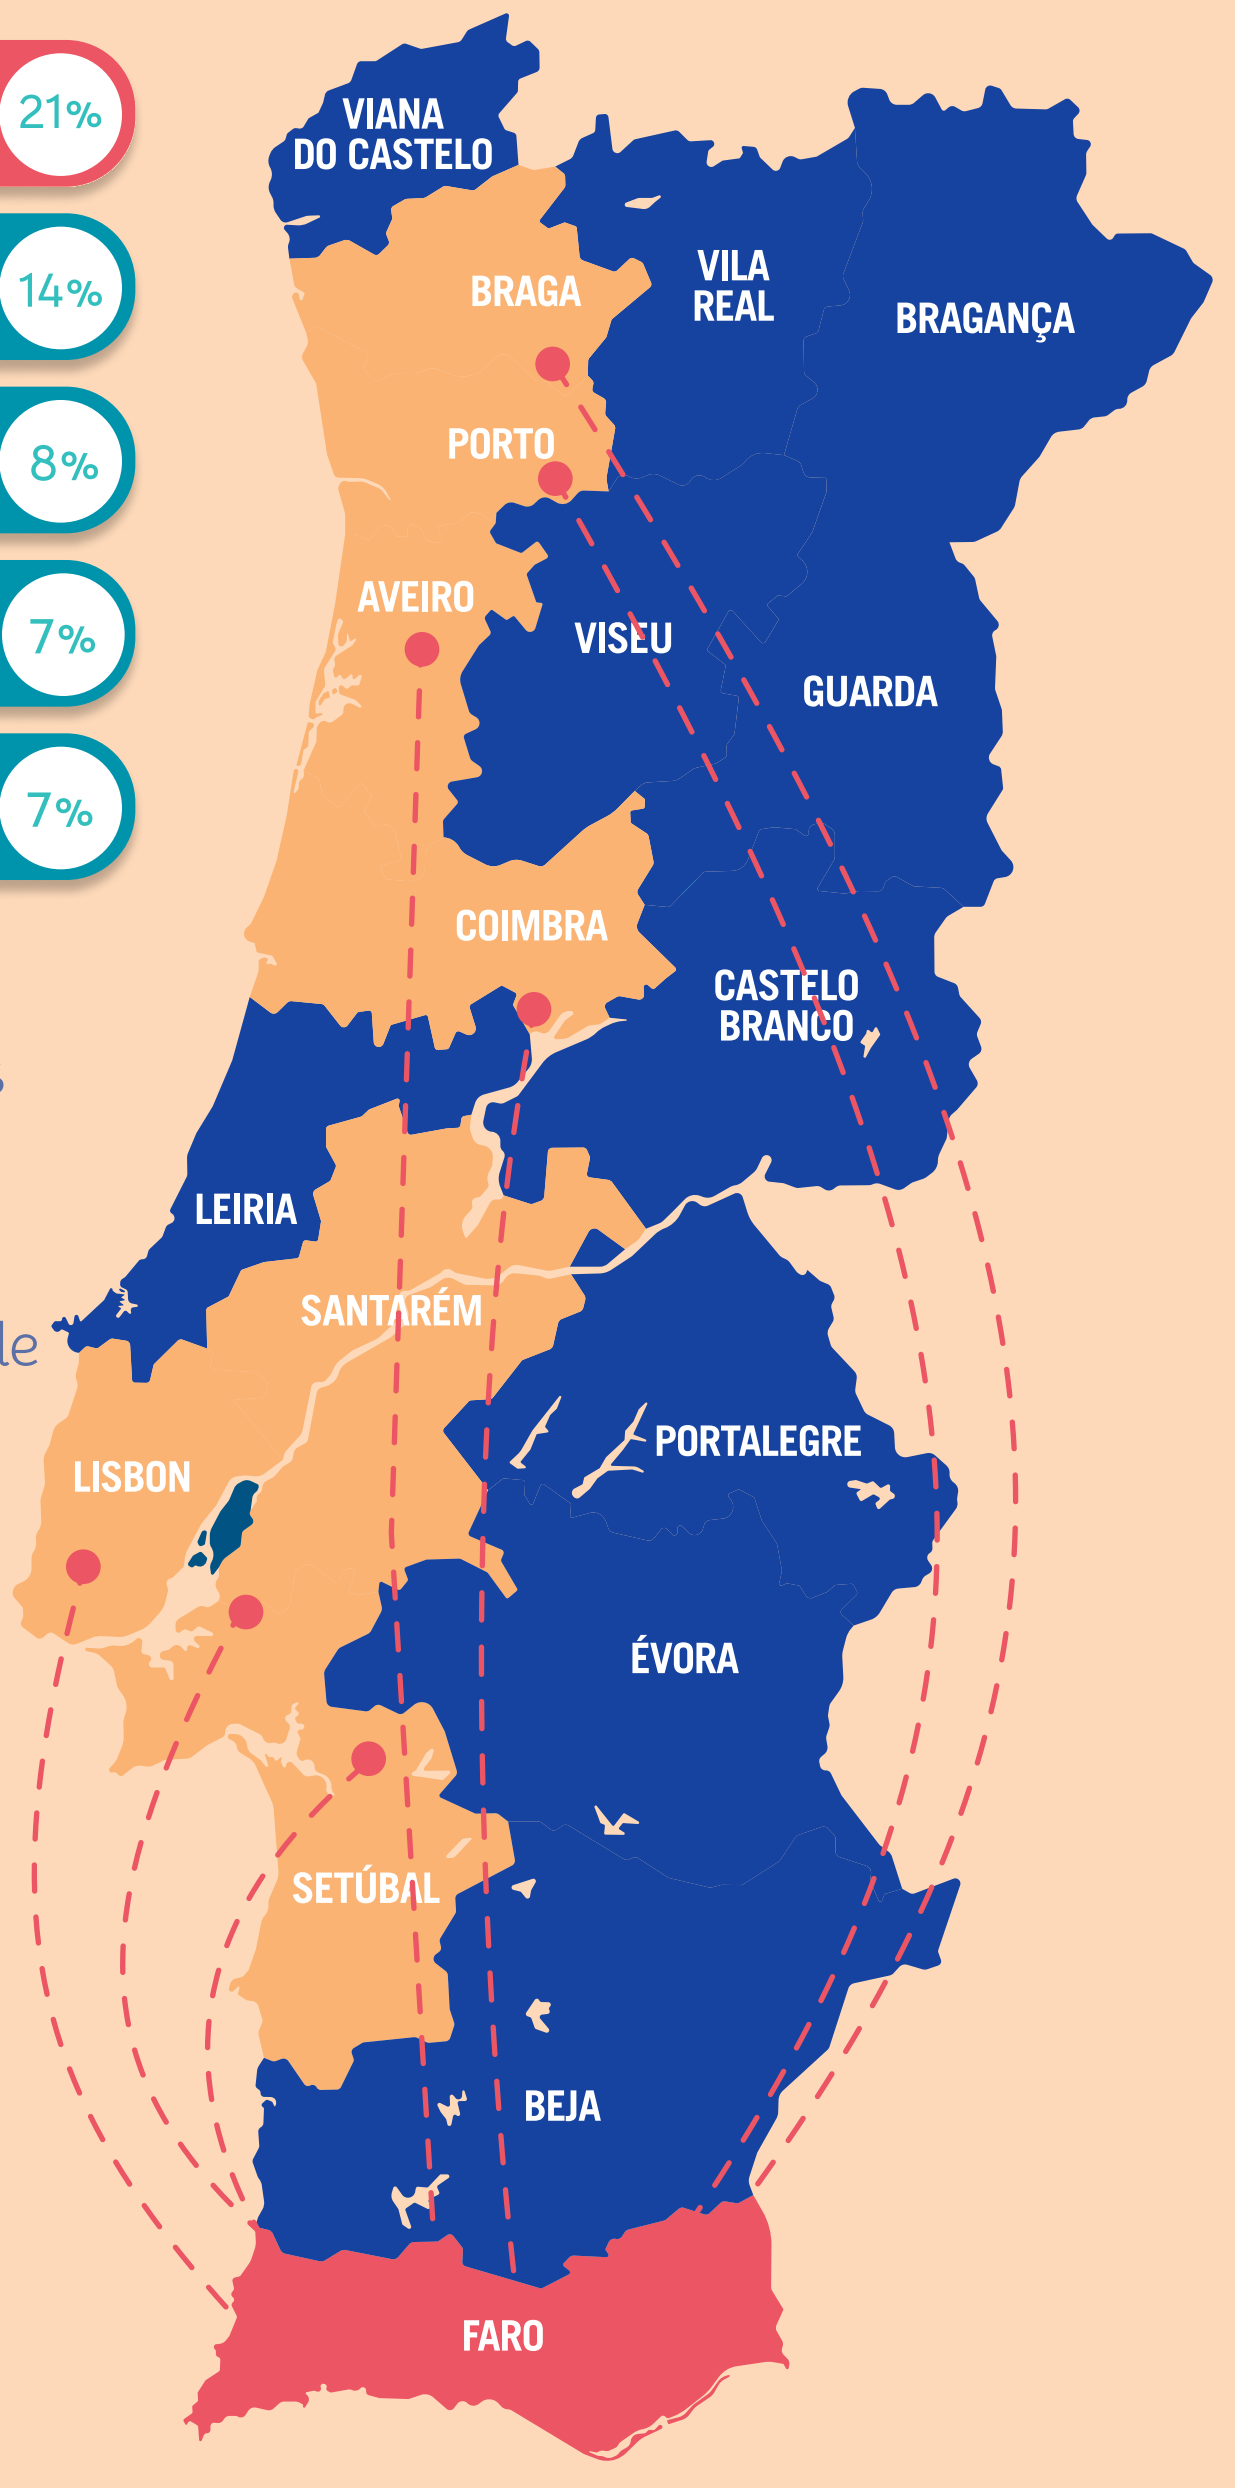 21%
14%
8%
7%
7%
le
VIANA
DO CASTELO
BRAGA
VILA
REAL
BRAGANÇA
PORTO
AVEIRO
VISEU
GUARDA
COIMBRA
CASTELO
BRANCO
LEIRIA
SANTARÉM
PORTALEGRE
LISBON
ÉVORA
SETÚBAL
BEJA
FARO